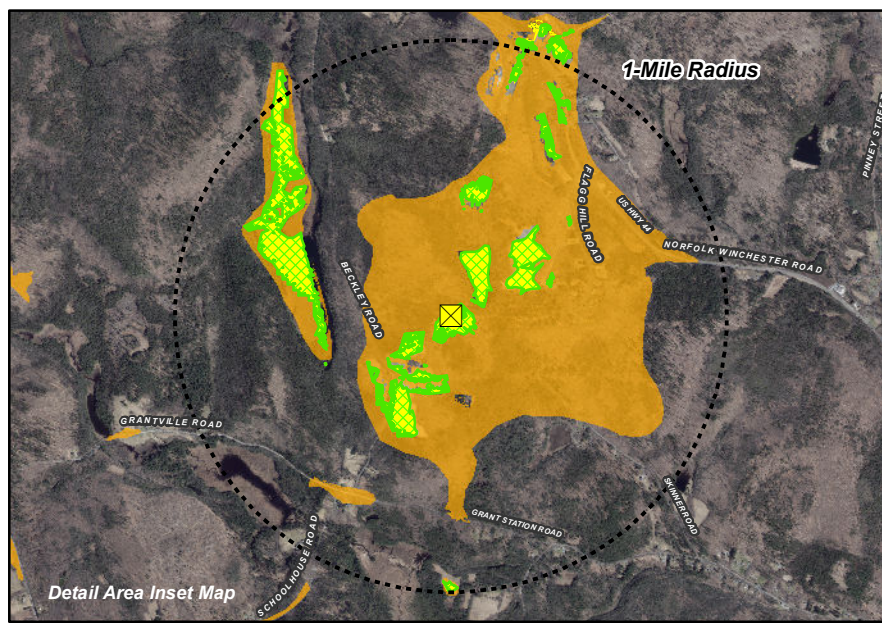 1-Mile Radius
PINNEY STREET
FLAGG HILL ROAD
US HWY 44
NORFOLK WINCHESTER ROAD
BECKLEY ROAD
GRANTVILLE ROAD
SKINNER ROAD
GRANT STATION ROAD
SCHOOLHOUSE ROAD
Detail Area Inset Map